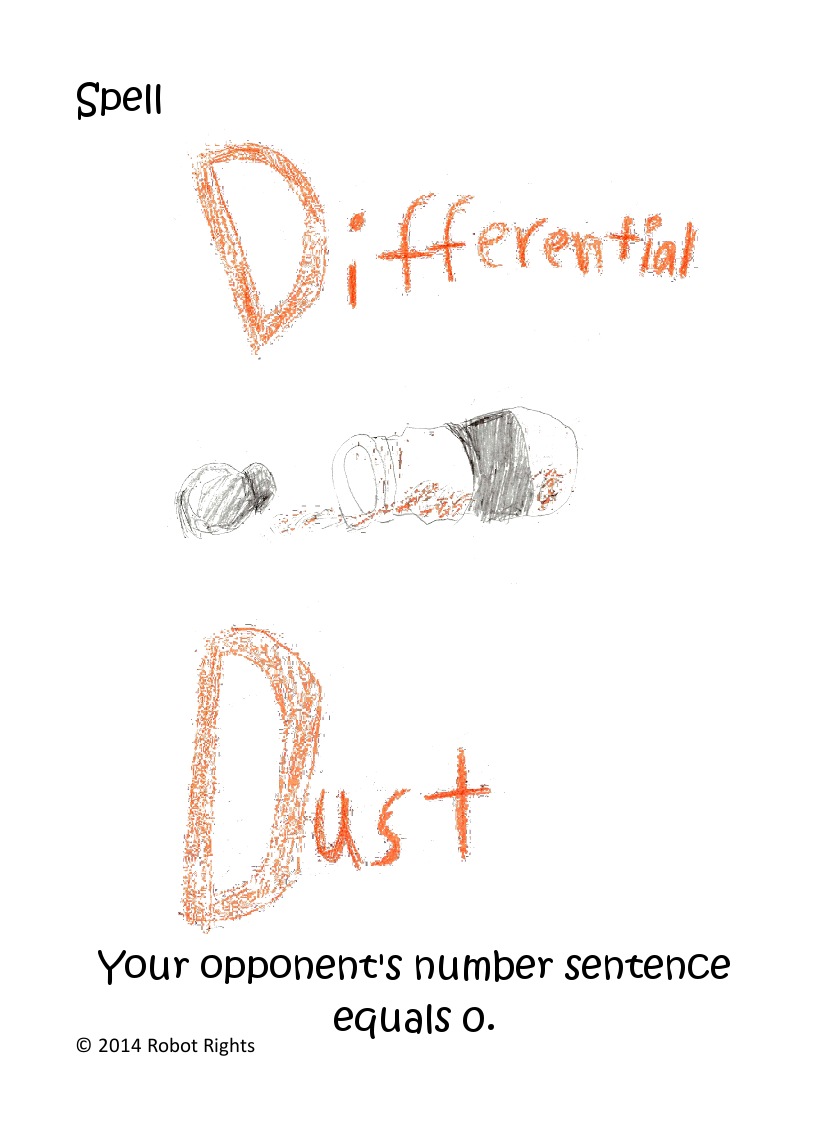 Spell
Differential
Dust
Your opponent's number sentence
equals 0.
© 2014 Robot Rights